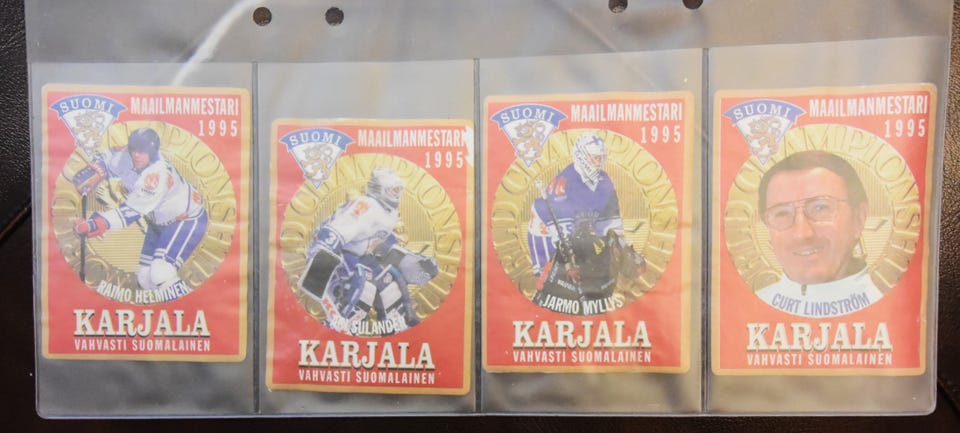 SUOMI
MAAILMANMESTARI
1995
RAIMO HELMINEN
KARJALA
VAHVASTI SUOMALAINEN
SUOMI
MAAILMANMESTARI
1995
SULANDER
KARJALA
VAHVASTI SUOMALAINEN
SUOMI
MAAILMANMESTARI
1995
JARMO MYLLYS
KARJALA
VAHVASTI SUOMALAINEN
SUOMI
MAAILMANMESTARI
1995
CURT LINDSTRÖM
KARJALA
VAHVASTI SUOMALAINEN